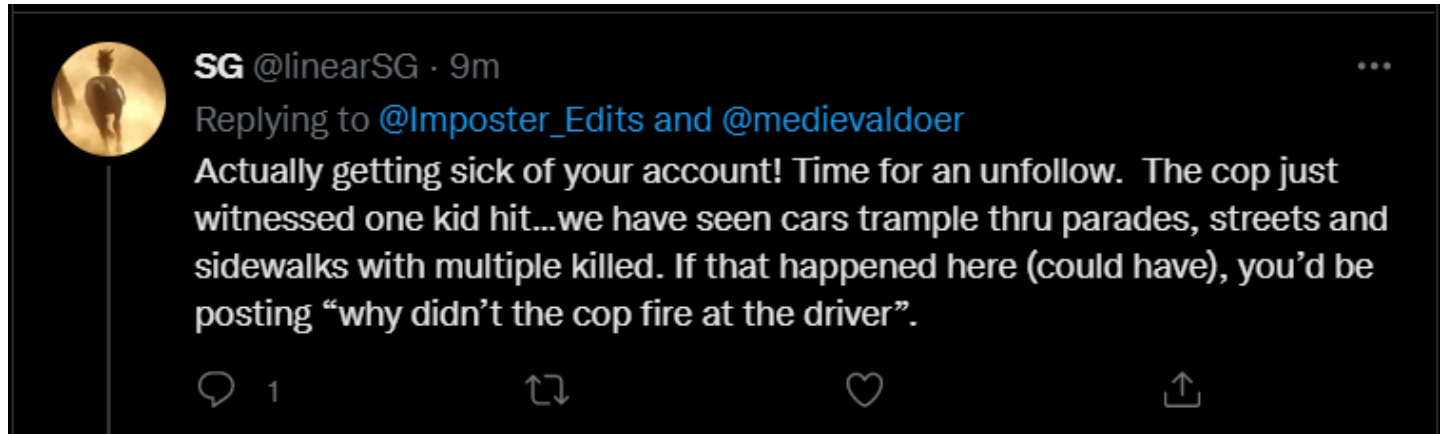 SG @linearSG · 9m
Replying to @Imposter_Edits and @medievaldoer
Actually getting sick of your account! Time for an unfollow.  The cop just
witnessed one kid hit...we have seen cars trample thru parades, streets and
sidewalks with multiple killed. If that happened here (could have), you’d be
posting “why didn’t the cop fire at the driver”.
1